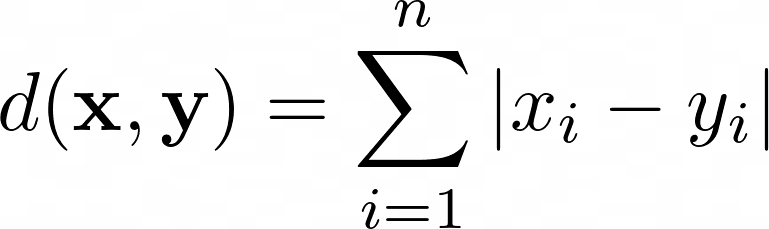 d(𝐱, 𝐲) = ∑_{i=1}^{n} |x_i − y_i|